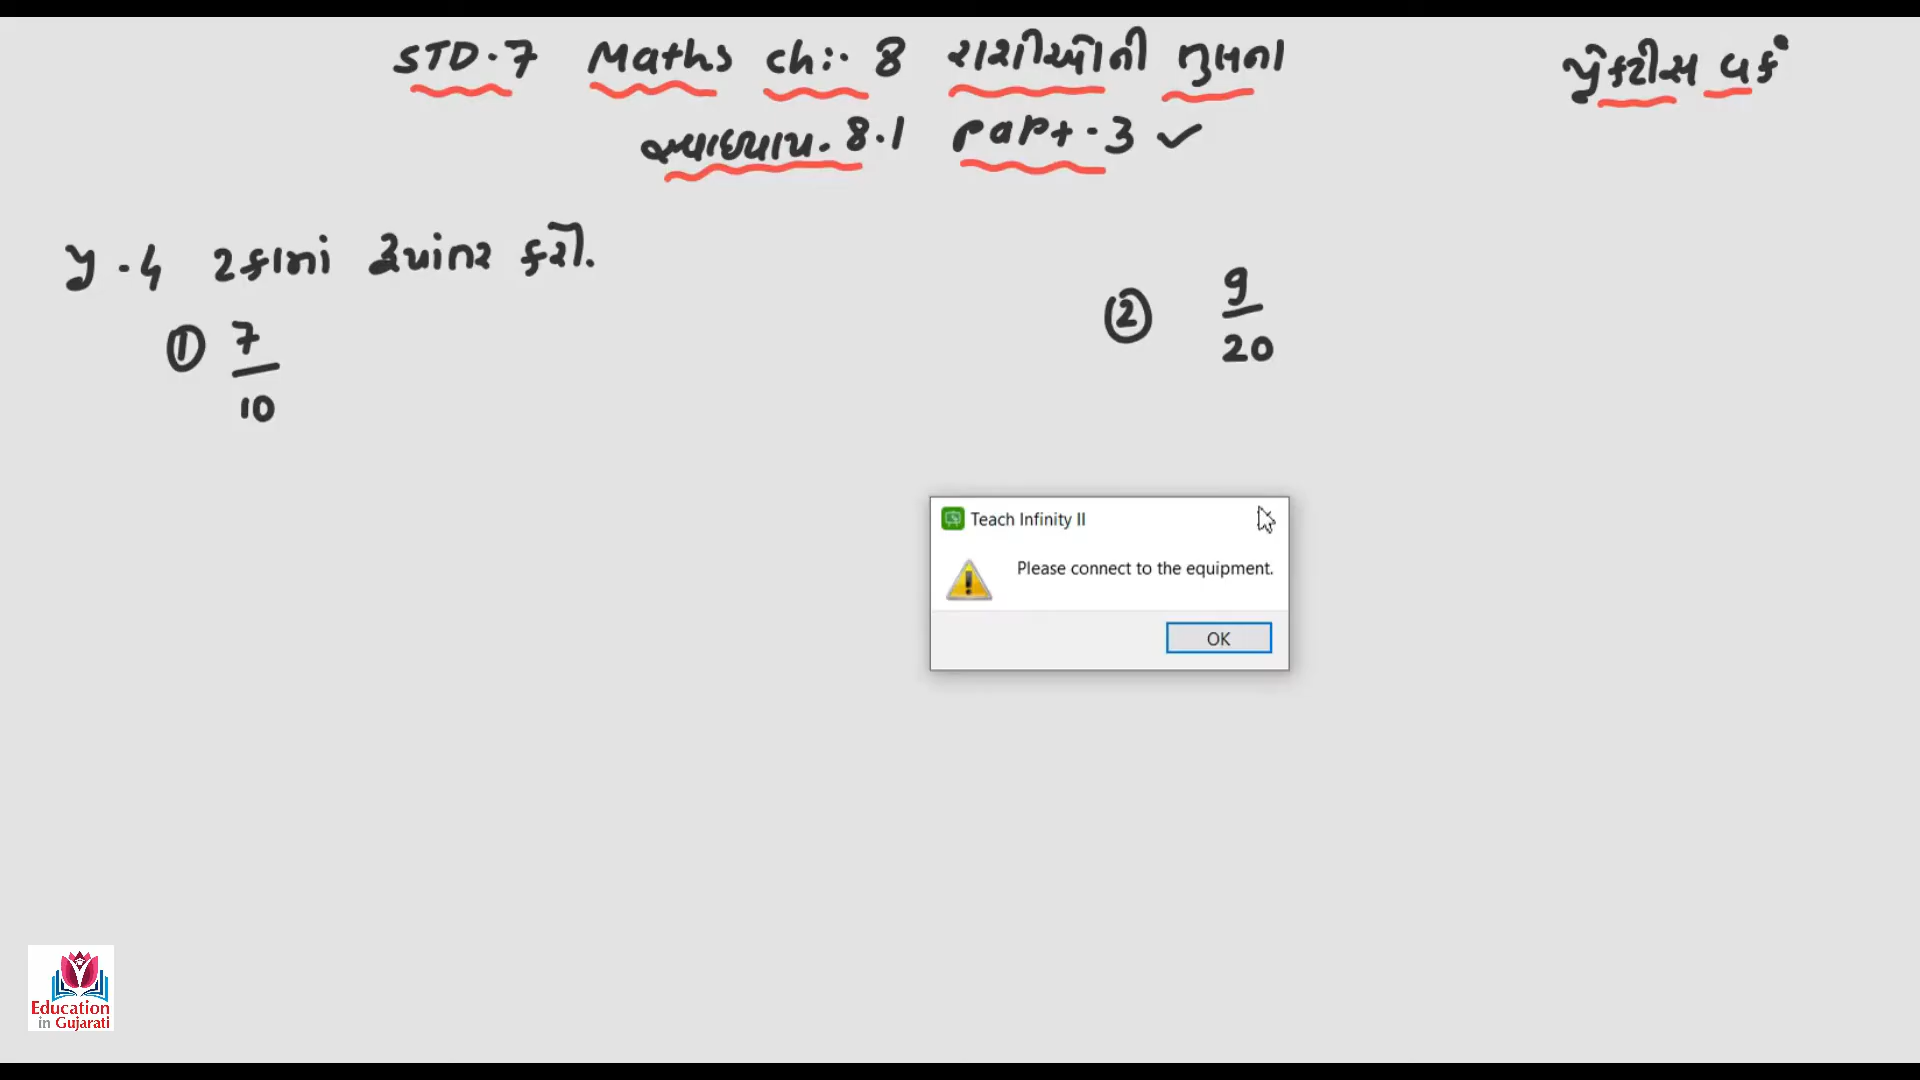 STD.7 Maths ch:- 8 રાશીઓની તુલના
પ્રેક્ટીસ વર્ક
સ્વાધ્યાય. 8.1 Part-3 ✓
પ્ર-4 ટકામાં રૂપાંતર કરો.
① 7/10
② 9/20
Teach Infinity II
Please connect to the equipment.
OK
Education
in Gujarati